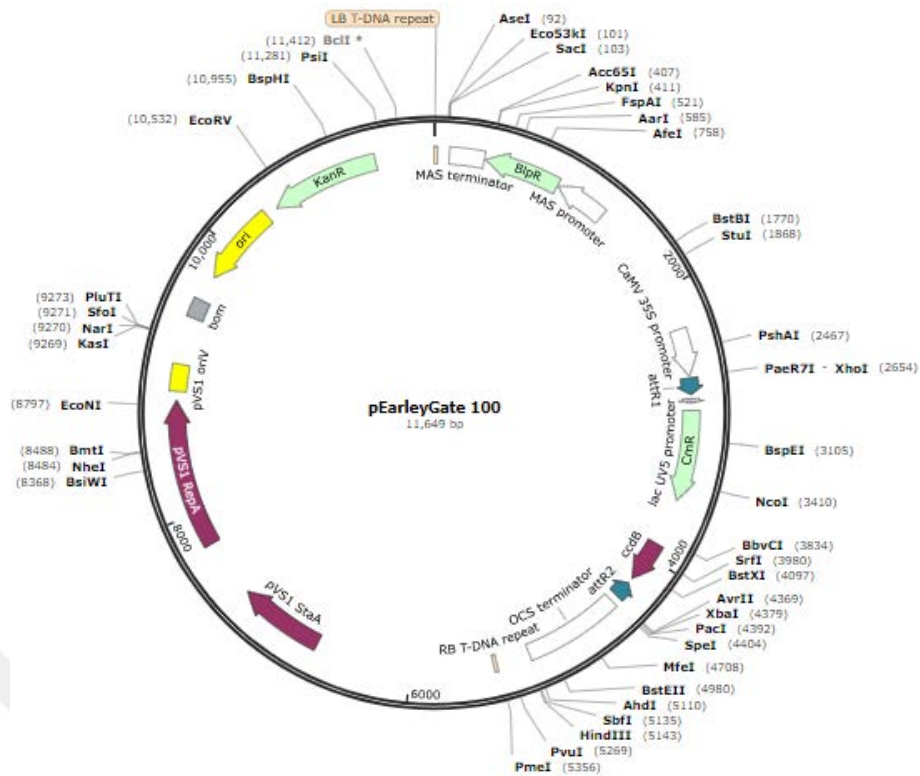 LB T-DNA repeat
AseI (92)
Eco53kI (101)
SacI (103)
Acc65I (407)
KpnI (411)
FspAI (521)
AarI (585)
AfeI (758)
BstBI (1770)
StuI (1868)
PshAI (2467)
PaeR7I - XhoI (2654)
BspEI (3105)
NcoI (3410)
BbvCI (3834)
SrfI (3980)
BstXI (4097)
AvrII (4369)
XbaI (4379)
PacI (4392)
SpeI (4404)
MfeI (4708)
BstEII (4980)
AhdI (5110)
SbfI (5135)
HindIII (5143)
PvuI (5269)
PmeI (5356)
(8368) BsiWI
(8484) NheI
(8488) BmtI
(8797) EcoNI
(9269) KasI
(9270) NarI
(9271) SfoI
(9273) PluTI
(10,532) EcoRV
(10,955) BspHI
(11,281) PsiI
(11,412) BclI *
MAS terminator
BlpR
MAS promoter
2000
CaMV 35S promoter
attR1
lac UV5 promoter
CmR
4000
ccdB
attR2
OCS terminator
RB T-DNA repeat
6000
pVS1 StaA
8000
pVS1 RepA
pVS1 oriV
bom
10,000
ori
KanR
pEarleyGate 100
11,649 bp